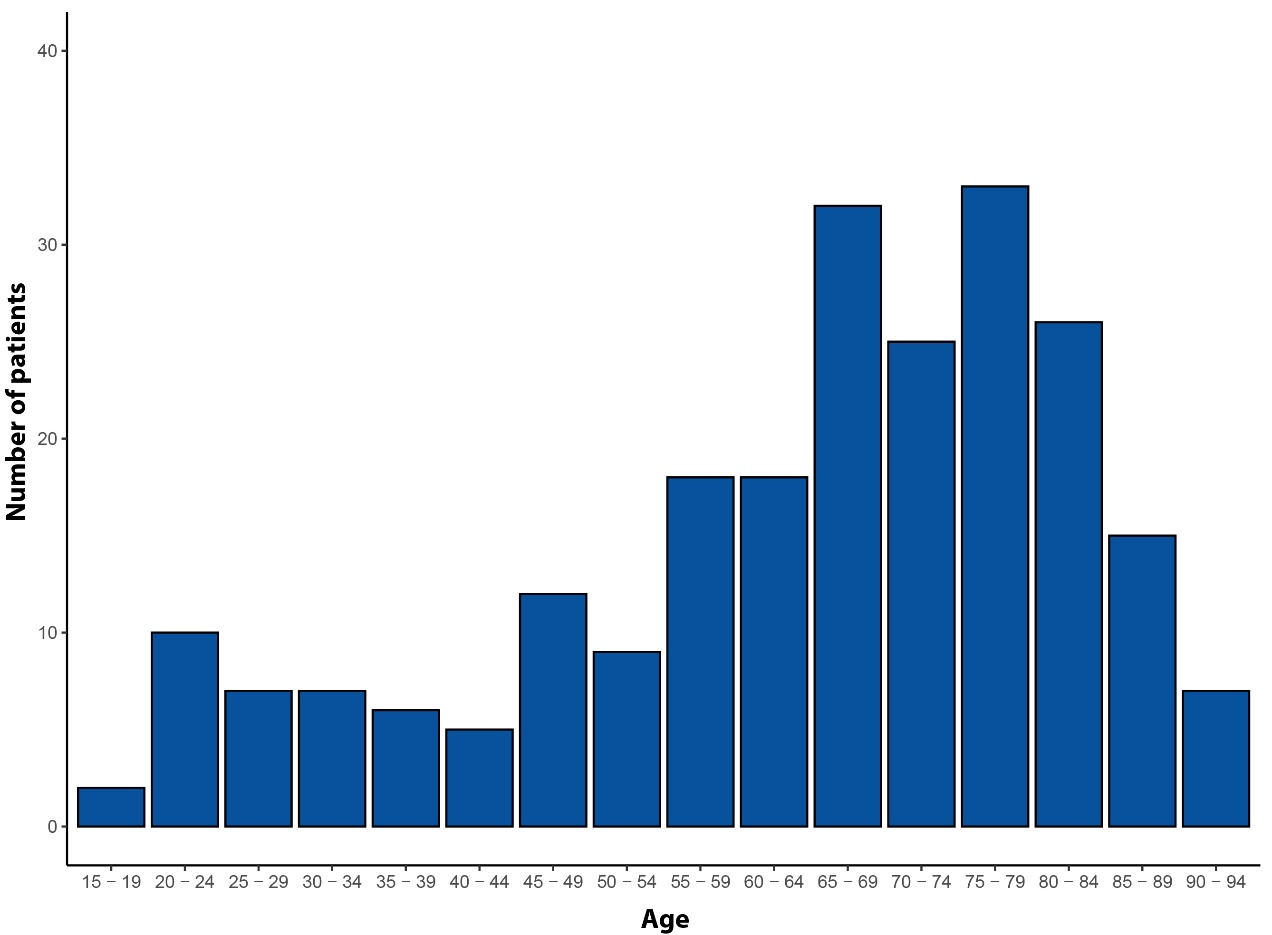 40
30
20
10
0
Number of patients
15 – 19 20 – 24 25 – 29 30 – 34 35 – 39 40 – 44 45 – 49 50 – 54 55 – 59 60 – 64 65 – 69 70 – 74 75 – 79 80 – 84 85 – 89 90 – 94
Age